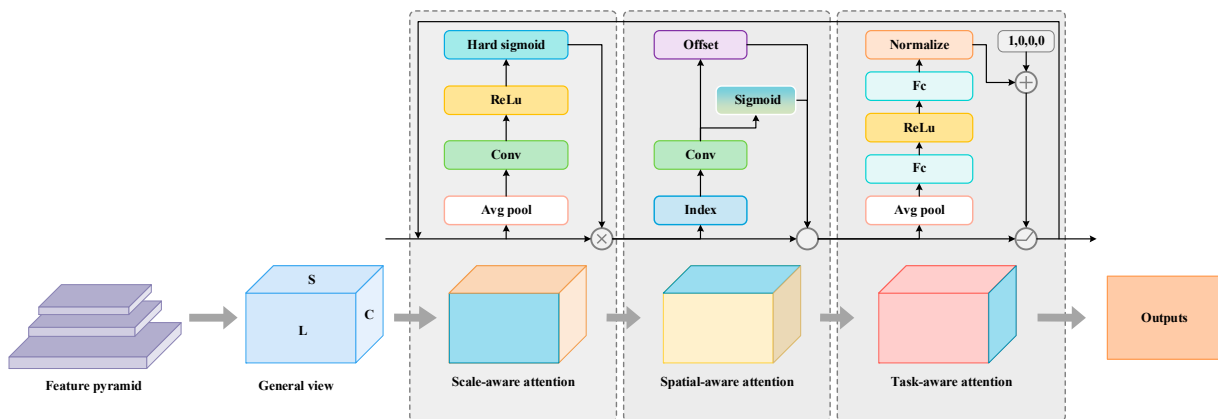 Hard sigmoid
ReLu
Conv
Avg pool
Offset
Sigmoid
Conv
Index
Normalize
1,0,0,0
Fc
ReLu
Fc
Avg pool
S
L
C
Outputs
Feature pyramid
General view
Scale-aware attention
Spatial-aware attention
Task-aware attention